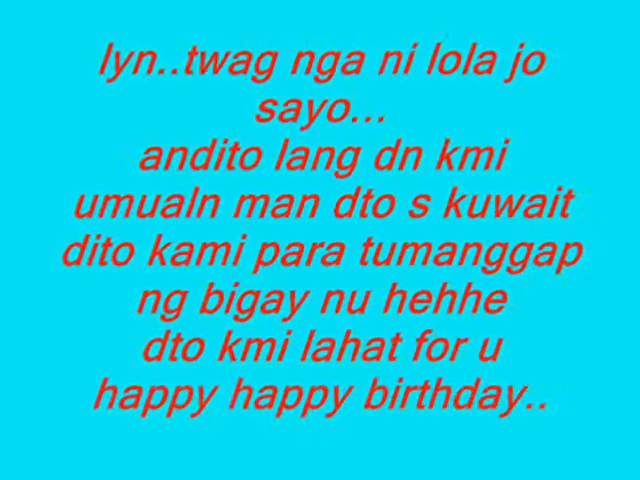 lyn..twag nga ni lola jo
sayo...
andito lang dn kmi
umualn man dto s kuwait
dito kami para tumanggap
ng bigay nu hehhe
dto kmi lahat for u
happy happy birthday..